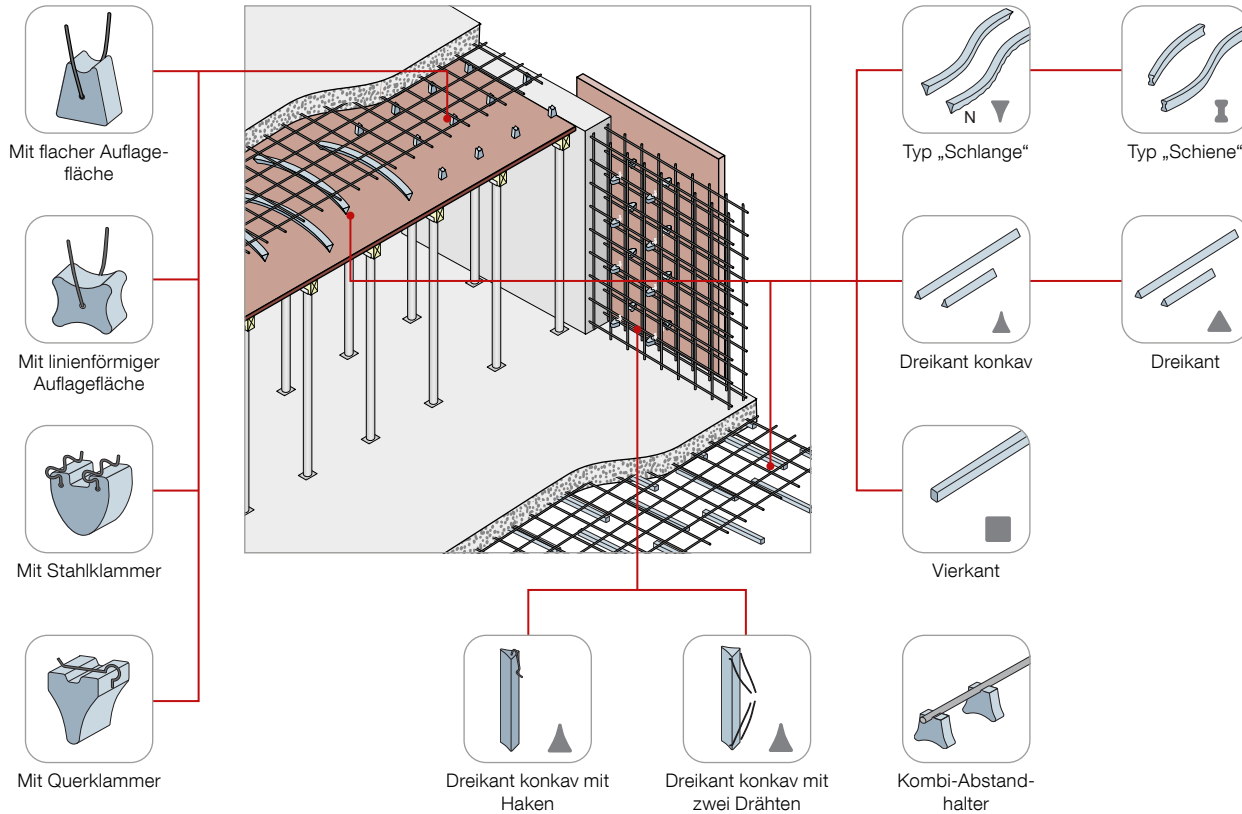 Mit flacher Auflage-
fläche
Mit linienförmiger
Auflagefläche
Mit Stahlklammer
Mit Querklammer
N
Typ „Schlange“
Typ „Schiene“
Dreikant konkav
Dreikant
Vierkant
Dreikant konkav mit
Haken
Dreikant konkav mit
zwei Drähten
Kombi-Abstand-
halter